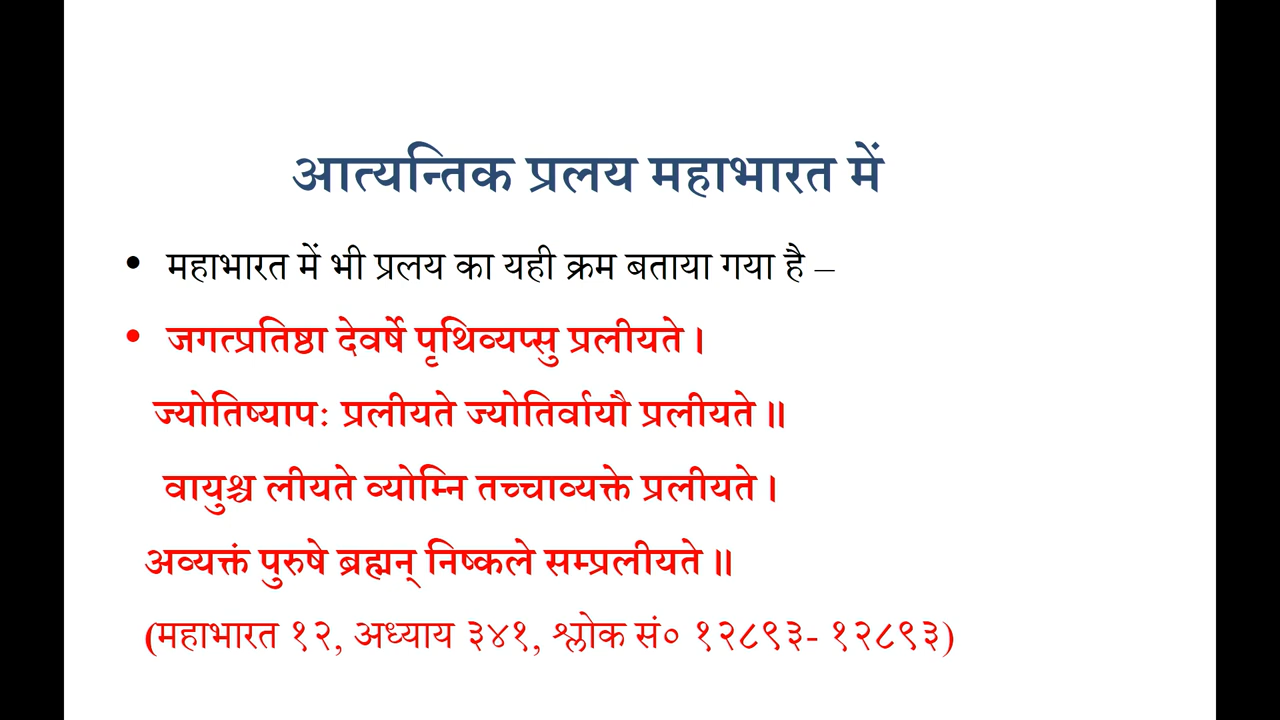 आत्यन्तिक प्रलय महाभारत में
• महाभारत में भी प्रलय का यही क्रम बताया गया है –
• जगत्प्रतिष्ठा देवर्षे पृथिव्यप्सु प्रलीयते ।
ज्योतिष्यापः प्रलीयते ज्योतिर्वायौ प्रलीयते ॥
वायुश्च लीयते व्योम्नि तच्चाव्यक्ते प्रलीयते ।
अव्यक्तं पुरुषे ब्रह्मन् निष्कले सम्प्रलीयते ॥
(महाभारत १२, अध्याय ३४१, श्लोक सं० १२८९३- १२८९३)